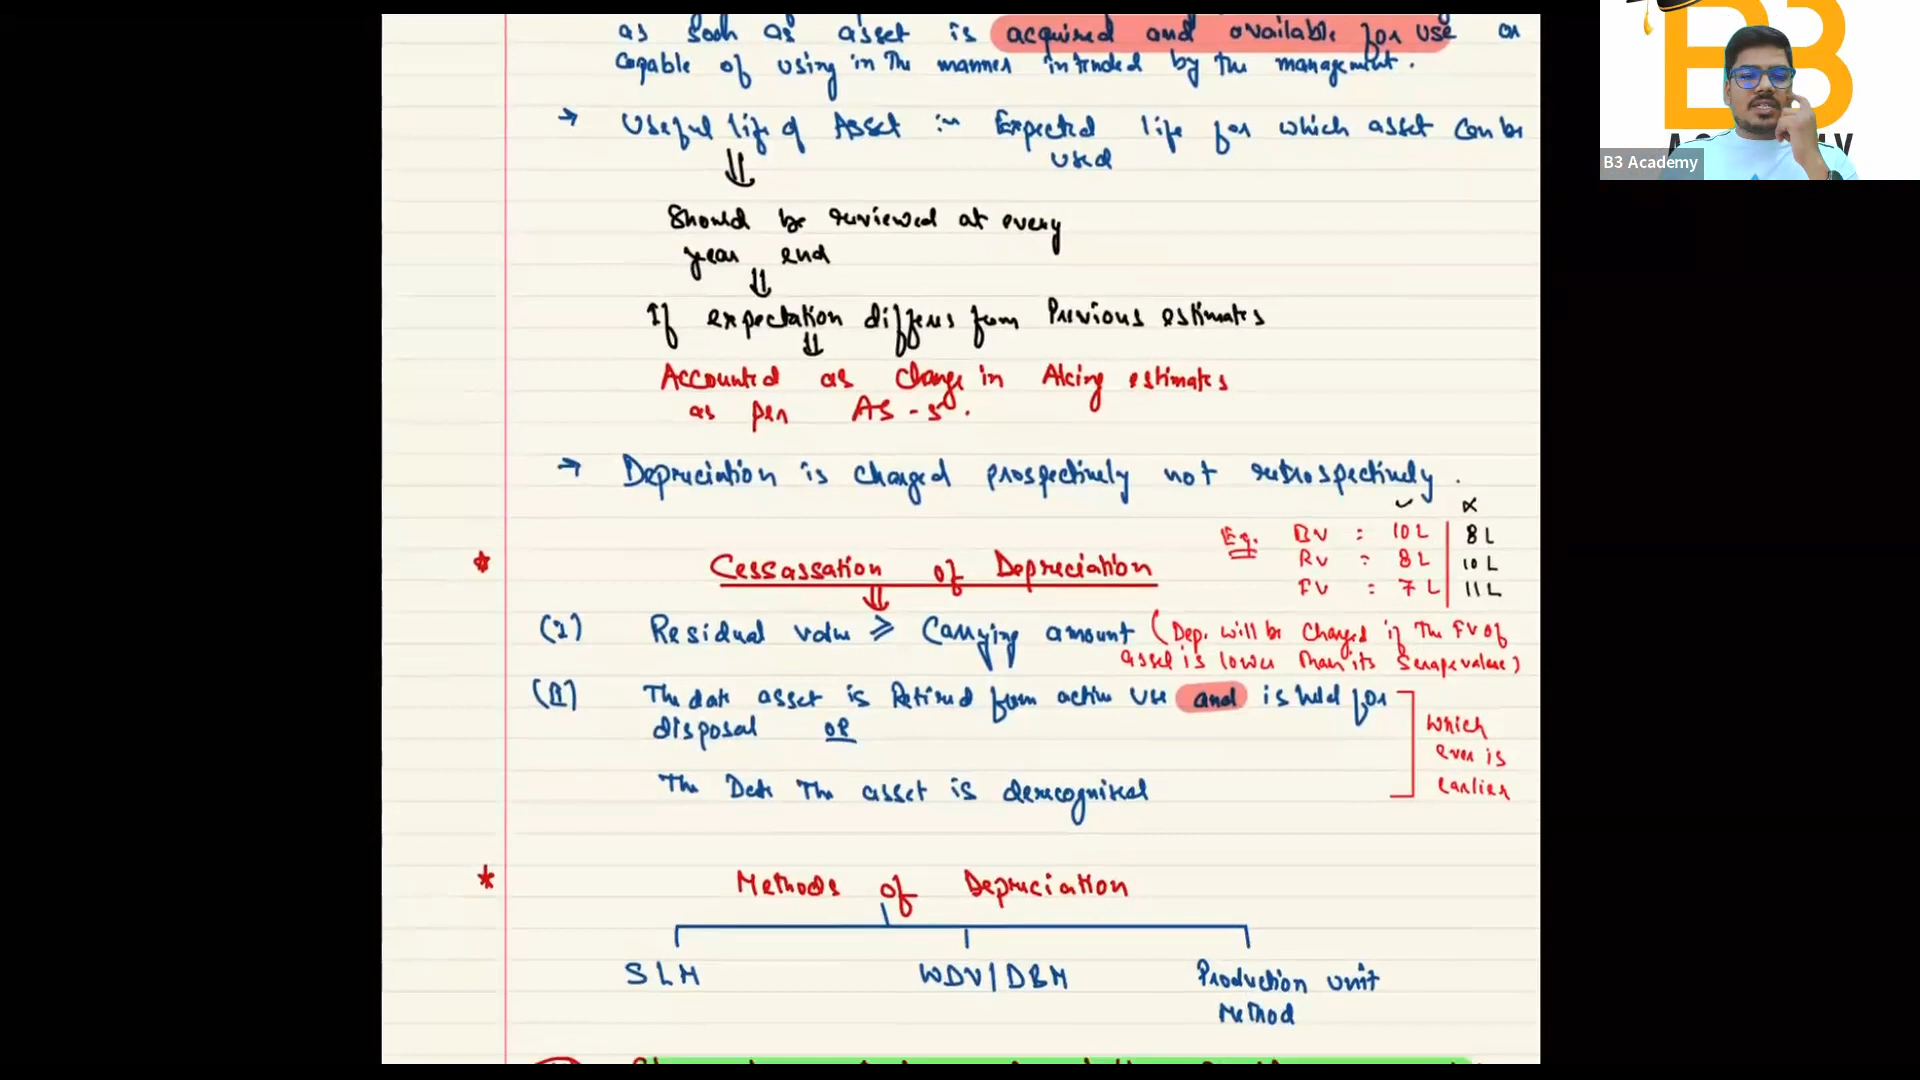 as soon as asset is acquired and available for use or
capable of using in the manner intended by the management.
→ Useful life of Asset :- Expected life for which asset can be
used
Should be reviewed at every
year end
If expectation differs from Previous estimates
Accounted as change in A/cing estimates
as per AS-5.
→ Depreciation is charged prospectively not retrospectively.
Eg. BV : 10 L | 8 L
RV : 8 L | 10 L
FV : 7 L | 11 L
* Cessassation of Depreciation
(I) Residual value ≥ Carrying amount (Dep. will be charged if the FV of
asset is lower than its scrap value)
(II) The date asset is Retired from active use and is held for
disposal OR
The Date The asset is derecognised
Which
ever is
earlier
* Methods of Depreciation
SLM WDV/DBM Production unit
Method
B3
B3 Academy